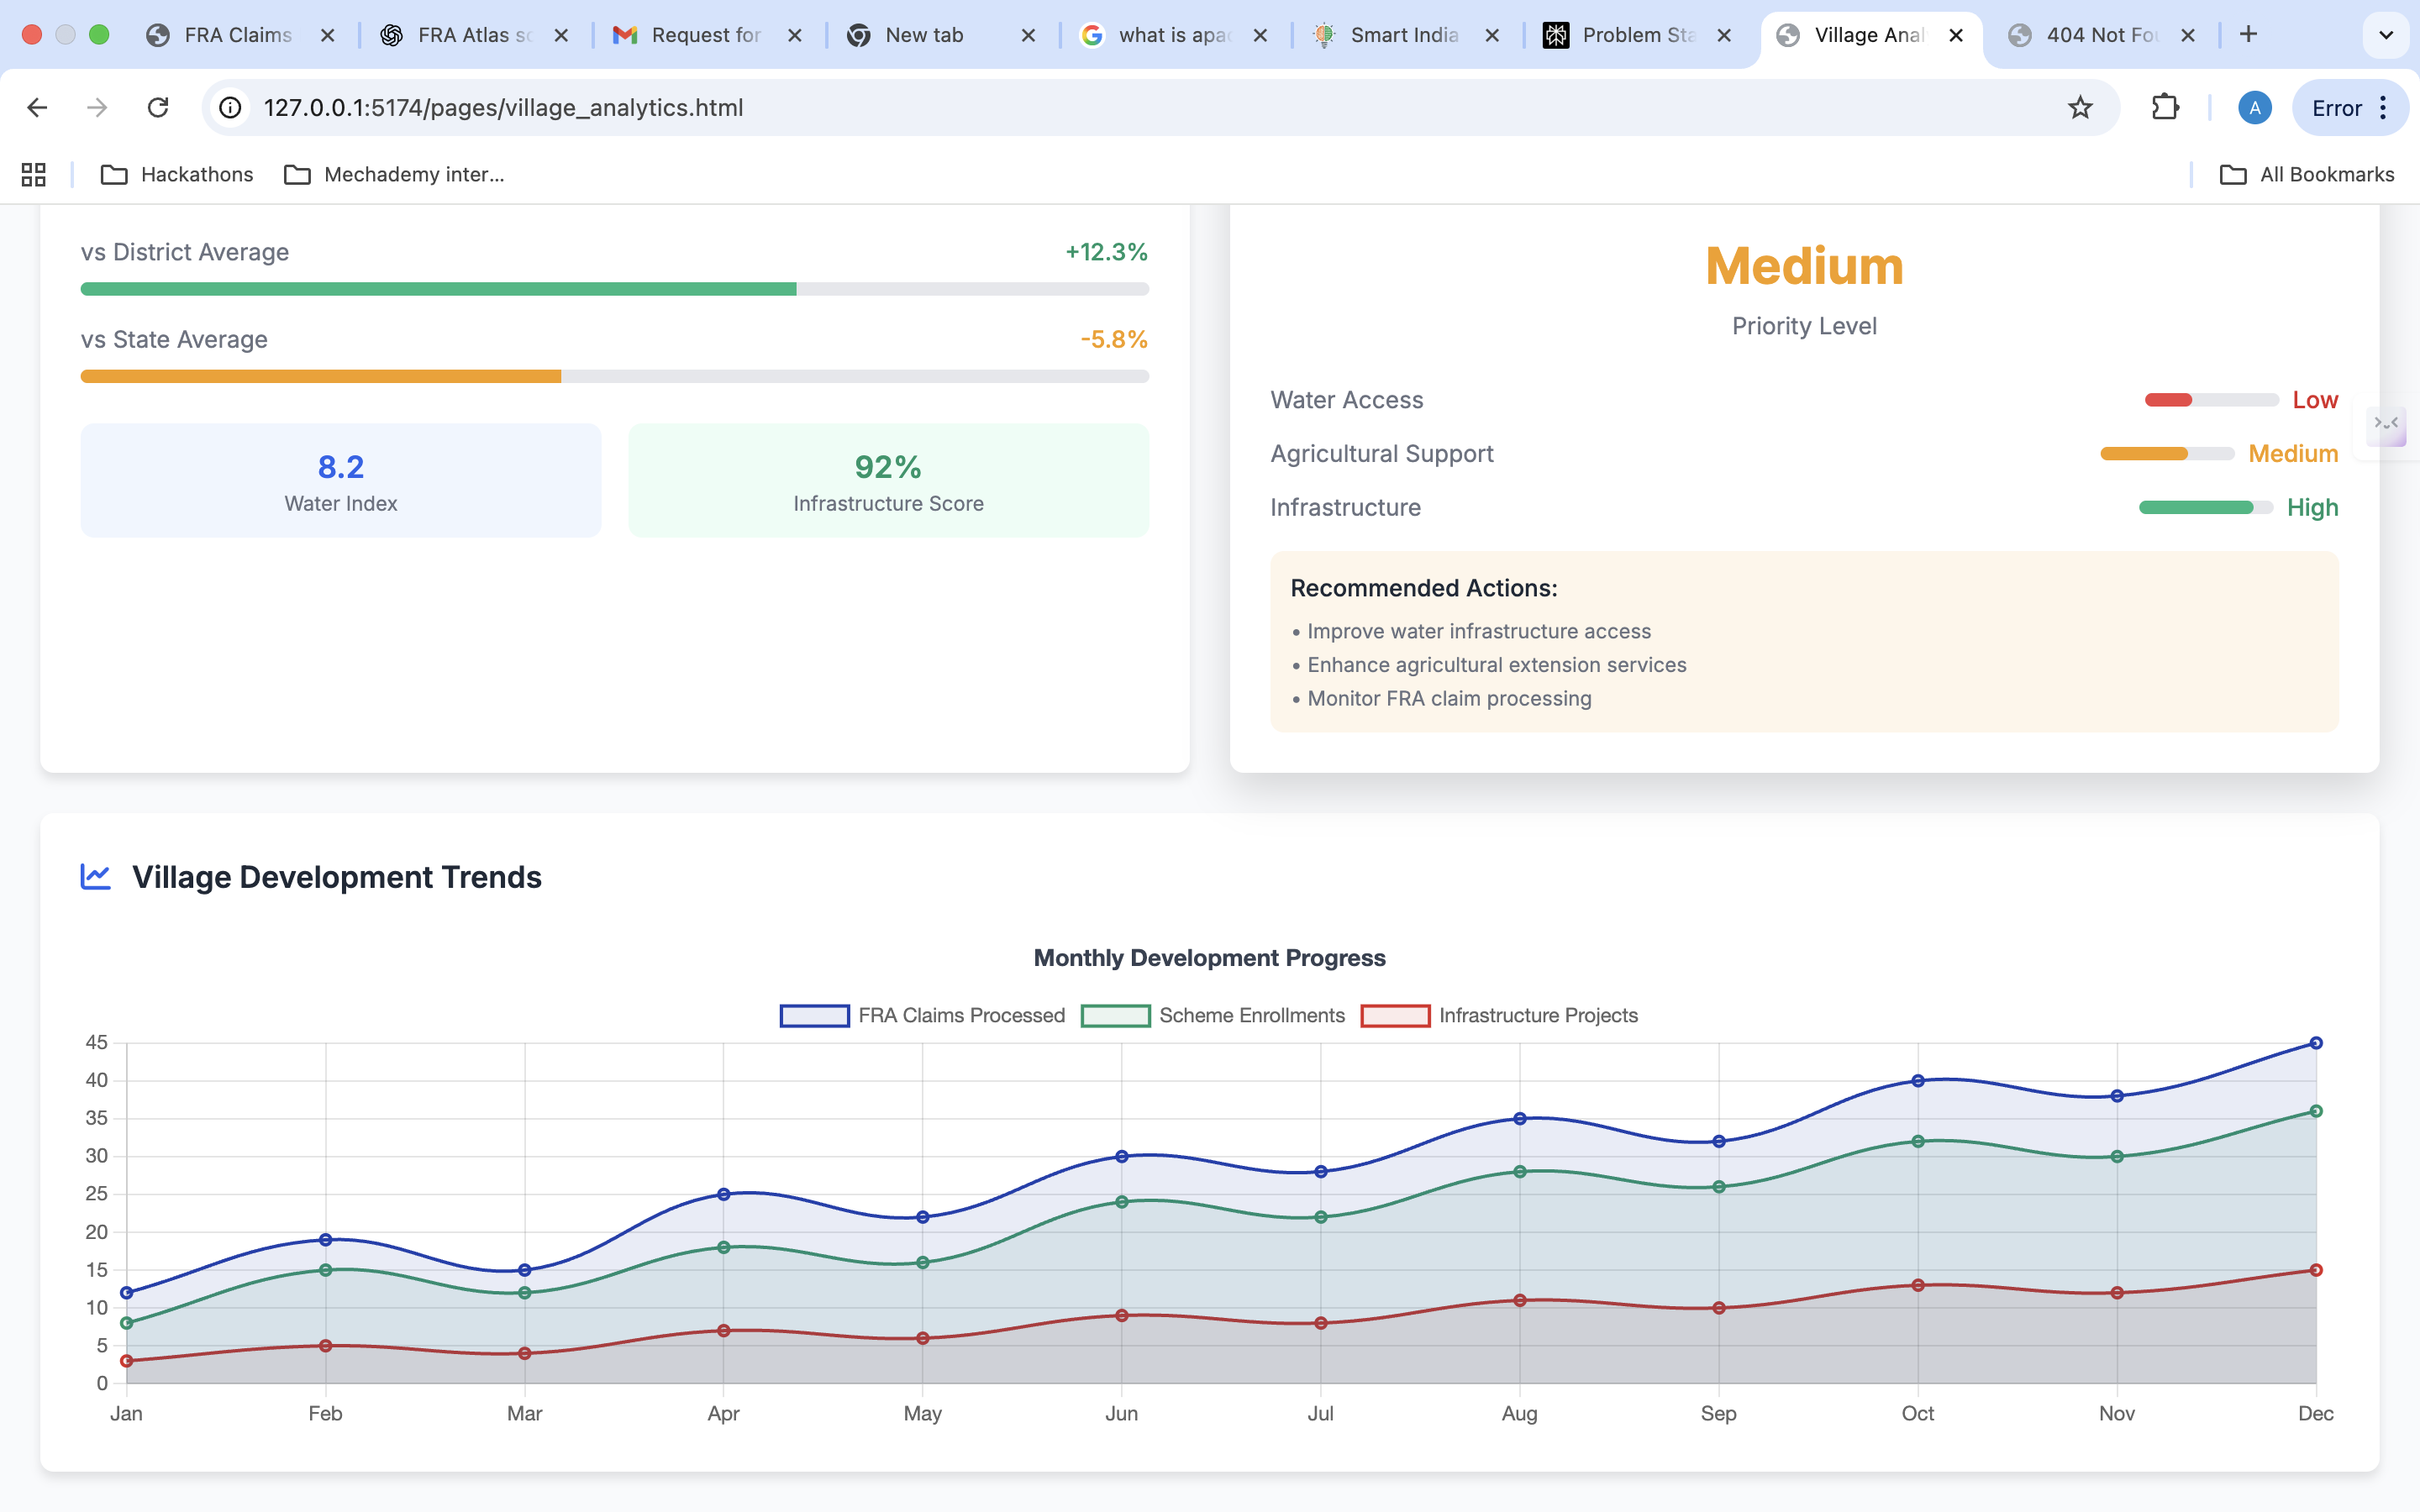 FRA Claims
FRA Atlas sc
Gmail Request for
New tab
what is apac
Smart India
Problem Sta
Village Anal
404 Not Fou
127.0.0.1:5174/pages/village_analytics.html
A
Error
Hackathons
Mechademy inter...
All Bookmarks
vs District Average +12.3%
vs State Average -5.8%
8.2
Water Index
92%
Infrastructure Score
Medium
Priority Level
Water Access Low
Agricultural Support Medium
Infrastructure High
Recommended Actions:
• Improve water infrastructure access
• Enhance agricultural extension services
• Monitor FRA claim processing
Village Development Trends
Monthly Development Progress
FRA Claims Processed Scheme Enrollments Infrastructure Projects
45
40
35
30
25
20
15
10
5
0
Jan Feb Mar Apr May Jun Jul Aug Sep Oct Nov Dec